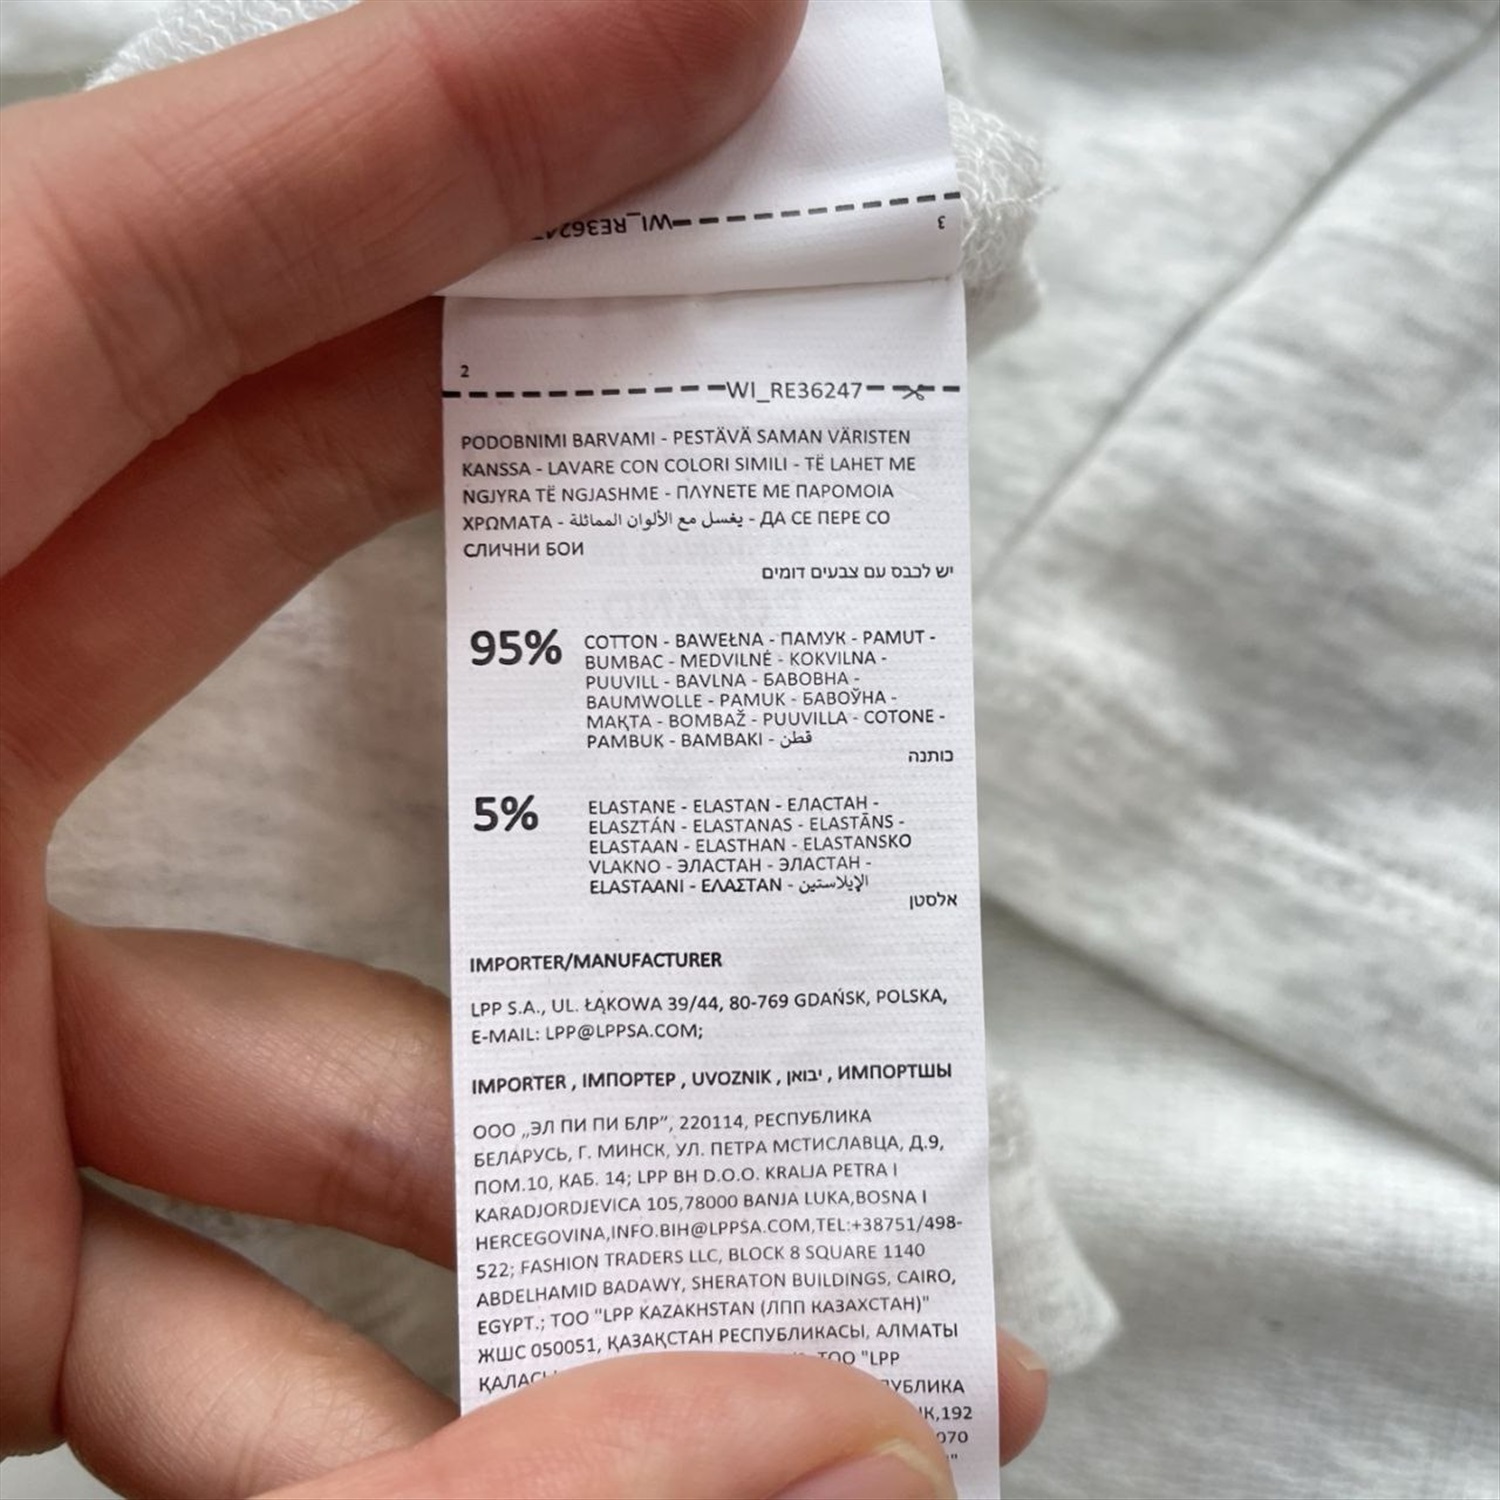 WI_RE3624
3
2
WI_RE36247
PODOBNIMI BARVAMI - PESTÄVÄ SAMAN VÄRISTEN
KANSSA - LAVARE CON COLORI SIMILI - TË LAHET ME
NGJYRA TË NGJASHME - ΠΛΥΝΕΤΕ ΜΕ ΠΑΡΟΜΟΙΑ
ΧΡΩΜΑΤΑ - يغسل مع الألوان المماثلة - ДА СЕ ПЕРЕ СО
СЛИЧНИ БОИ
יש לכבס עם צבעים דומים
95%
COTTON - BAWEŁNA - ПАМУК - PAMUT -
BUMBAC - MEDVILNĖ - KOKVILNA -
PUUVILL - BAVLNA - БАВОВНА -
BAUMWOLLE - PAMUK - БАВОЎНА -
МАҚТА - BOMBAŽ - PUUVILLA - COTONE -
PAMBUK - BAMBAKI - قطن
כותנה
5%
ELASTANE - ELASTAN - ЕЛАСТАН -
ELASZTÁN - ELASTANAS - ELASTĀNS -
ELASTAAN - ELASTHAN - ELASTANSKO
VLAKNO - ЭЛАСТАН - ЭЛАСТАН -
ELASTAANI - ΕΛΑΣΤΑΝ - الإيلاستين
אלסטן
IMPORTER/MANUFACTURER
LPP S.A., UL. ŁĄKOWA 39/44, 80-769 GDAŃSK, POLSKA,
E-MAIL: LPP@LPPSA.COM;
IMPORTER , ІМПОРТЕР , UVOZNIK , יבואן , ИМПОРТШЫ
ООО „ЭЛ ПИ ПИ БЛР”, 220114, РЕСПУБЛИКА
БЕЛАРУСЬ, Г. МИНСК, УЛ. ПЕТРА МСТИСЛАВЦА, Д.9,
ПОМ.10, КАБ. 14; LPP BH D.O.O. KRALJA PETRA I
KARADJORDJEVICA 105,78000 BANJA LUKA,BOSNA I
HERCEGOVINA,INFO.BIH@LPPSA.COM,TEL:+38751/498-
522; FASHION TRADERS LLC, BLOCK 8 SQUARE 1140
ABDELHAMID BADAWY, SHERATON BUILDINGS, CAIRO,
EGYPT.; ТОО "LPP KAZAKHSTAN (ЛПП КАЗАХСТАН)"
ЖШС 050051, ҚАЗАҚСТАН РЕСПУБЛИКАСЫ, АЛМАТЫ
ТОО "LPP
192
070